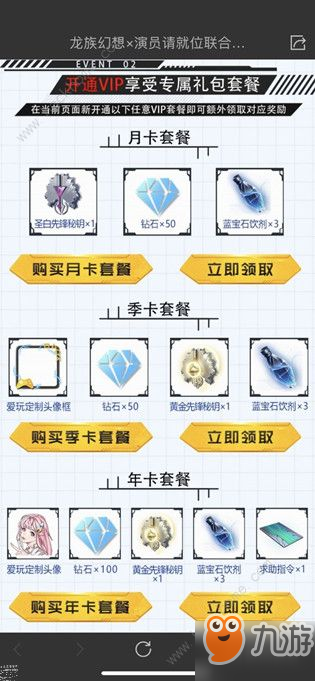 龙族幻想×演员请就位联合...
EVENT 02
开通VIP享受专属礼包套餐
在当前页面新开通以下任意VIP套餐即可额外领取对应奖励
月卡套餐
圣白先锋秘钥×1 钻石×50 蓝宝石饮剂×3
购买月卡套餐 立即领取
季卡套餐
爱玩定制头像框 钻石×50 黄金先锋秘钥×1 蓝宝石饮剂×3
购买季卡套餐 立即领取
年卡套餐
爱玩定制头像 钻石×100 黄金先锋秘钥×1 蓝宝石饮剂×3 求助指令×1
购买年卡套餐 立即领取
九游